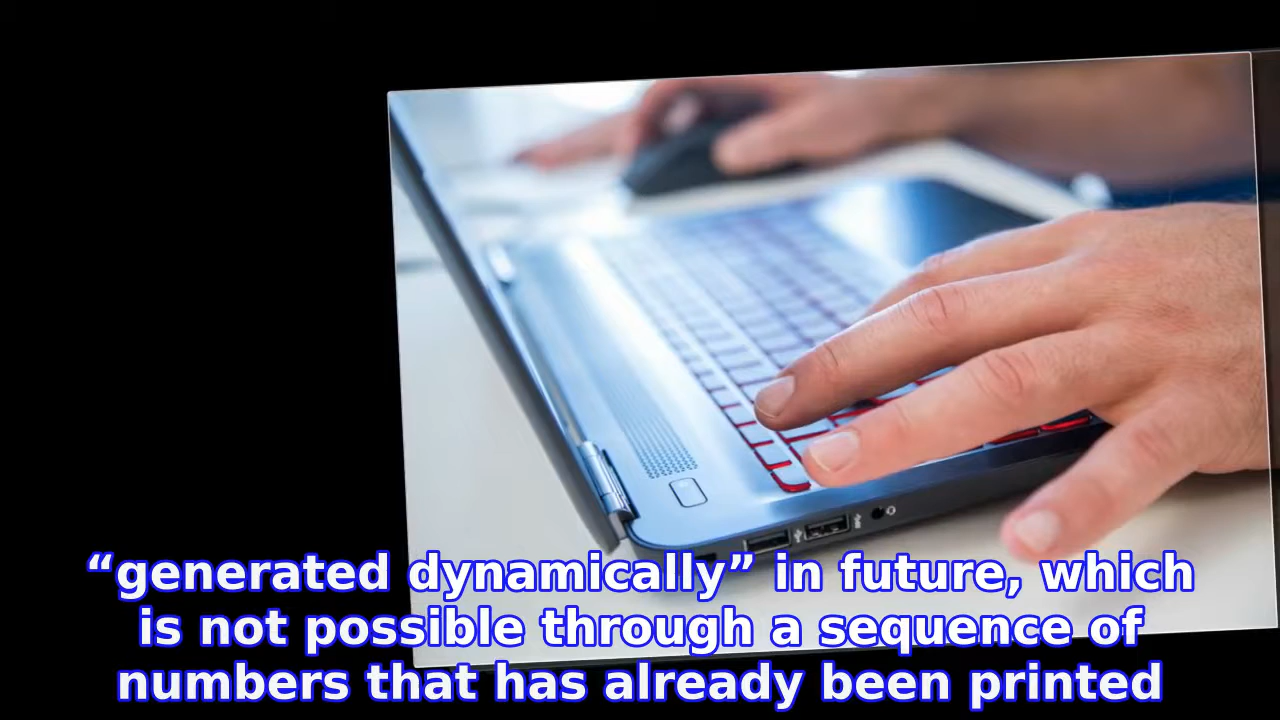 “generated dynamically” in future, which
is not possible through a sequence of
numbers that has already been printed